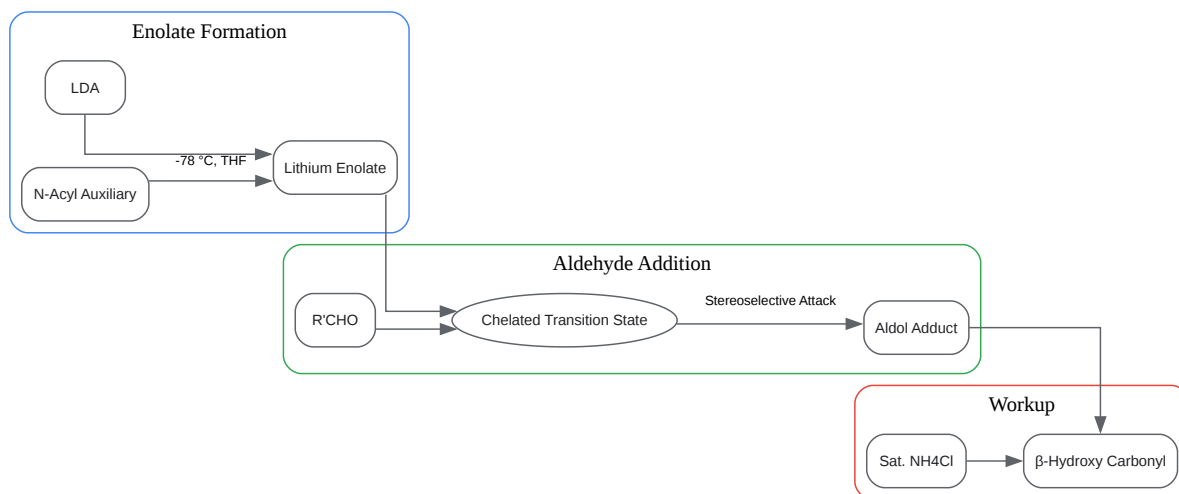 Enolate Formation
LDA
-78 °C, THF
Lithium Enolate
N-Acyl Auxiliary
Aldehyde Addition
R'CHO
Chelated Transition State
Stereoselective Attack
Aldol Adduct
Workup
Sat. NH4Cl
β-Hydroxy Carbonyl